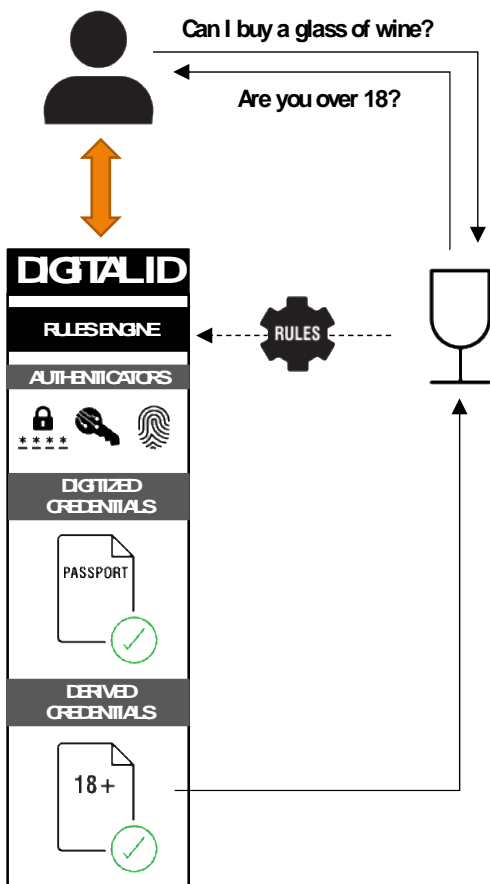 Can I buy a glass of wine?
Are you over 18?
DIGITAL ID
RULES ENGINE
RULES
AUTHENTICATORS
* * * *
DIGITIZED
CREDENTIALS
PASSPORT
DERIVED
CREDENTIALS
18+